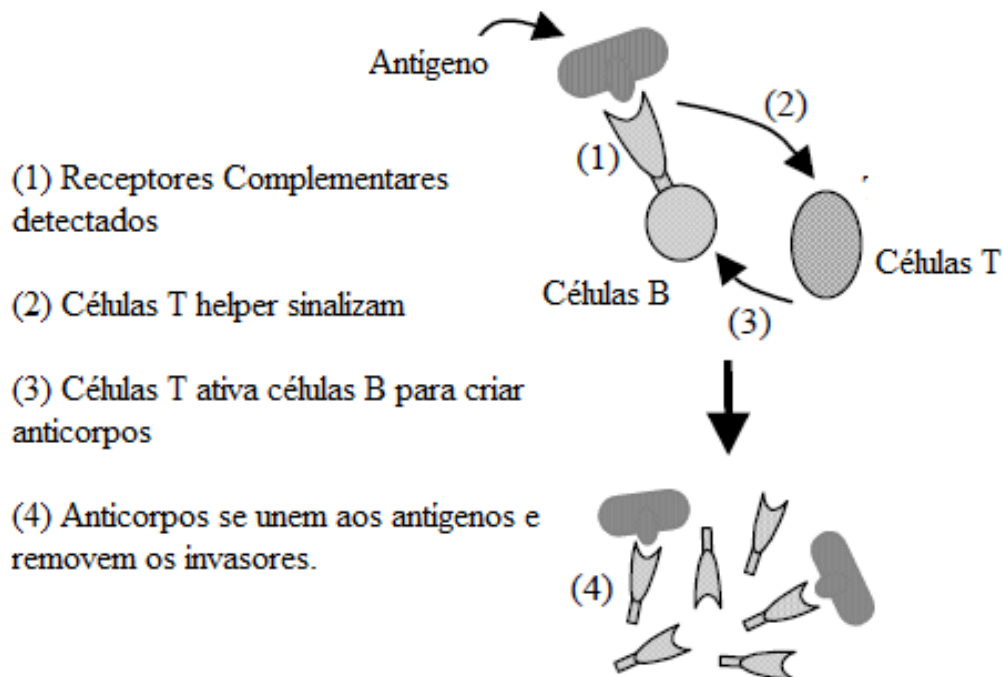 Antígeno
(2)
(1)
(1) Receptores Complementares
detectados
Células T
Células B
(2) Células T helper sinalizam
(3)
(3) Células T ativa células B para criar
anticorpos
(4) Anticorpos se unem aos antígenos e
removem os invasores.
(4)